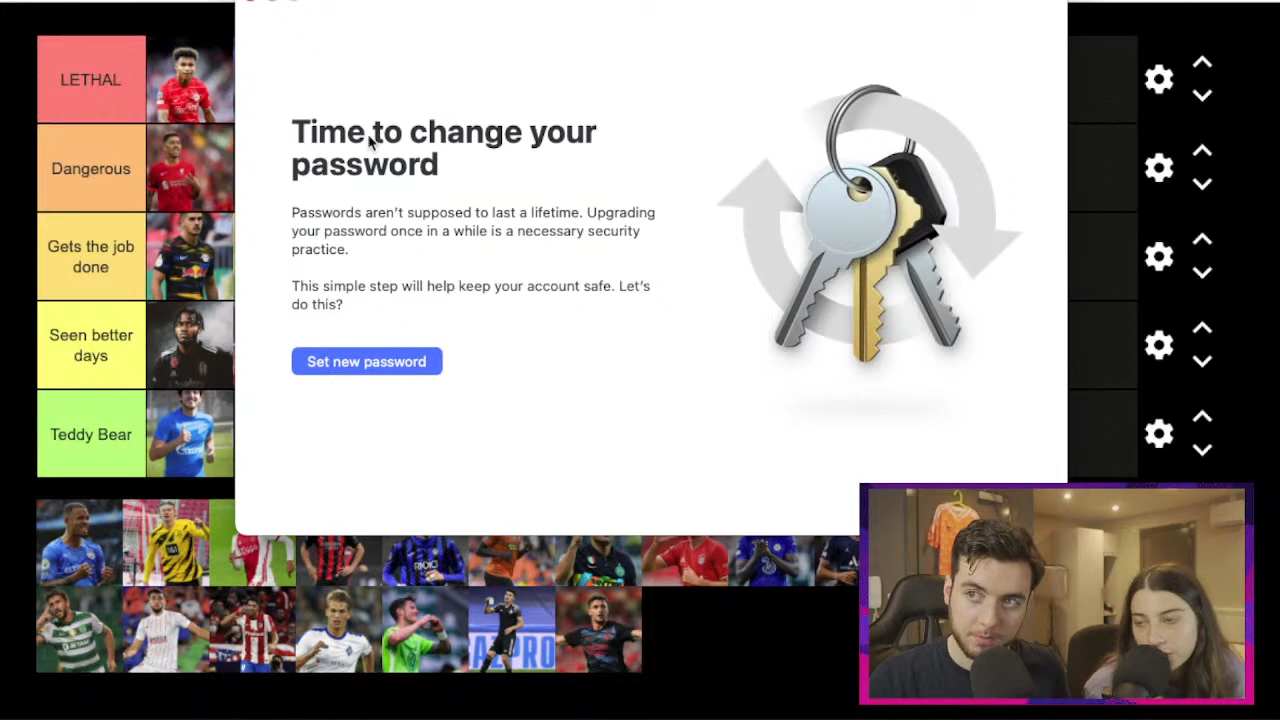 LETHAL
Dangerous
Gets the job
done
Seen better
days
Teddy Bear
Time to change your
password
Passwords aren't supposed to last a lifetime. Upgrading
your password once in a while is a necessary security
practice.
This simple step will help keep your account safe. Let's
do this?
Set new password